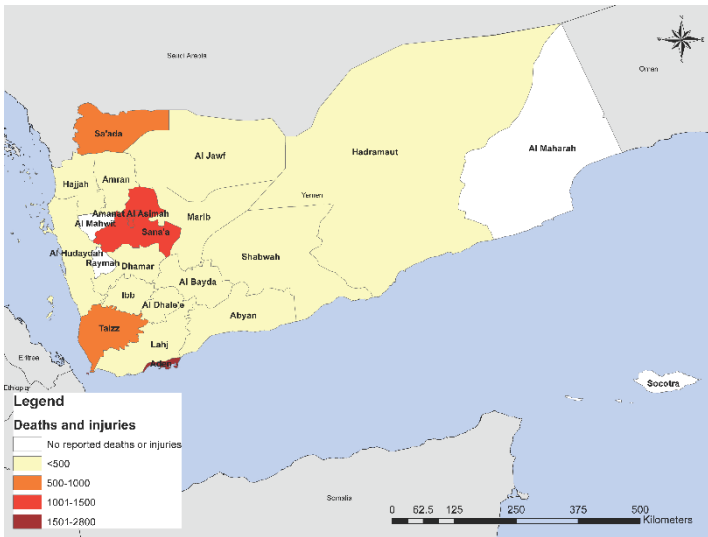 N
W E
S
Saudi Arabia
Oman
Sa'ada
Al Jawf
Hadramaut
Al Maharah
Hajjah
Amran
Yemen
Amanat Al Asimah
Al Mahwit
Marib
Sana'a
Al Hudaydah
Raymah
Dhamar
Shabwah
Al Bayda
Ibb
Al Dhale'e
Abyan
Taizz
Lahj
Aden
Eritrea
Ethiopia
Socotra
Legend
Deaths and injuries
No reported deaths or injuries
<500
500-1000
1001-1500
1501-2800
Somalia
0 62.5 125 250 375 500
Kilometers